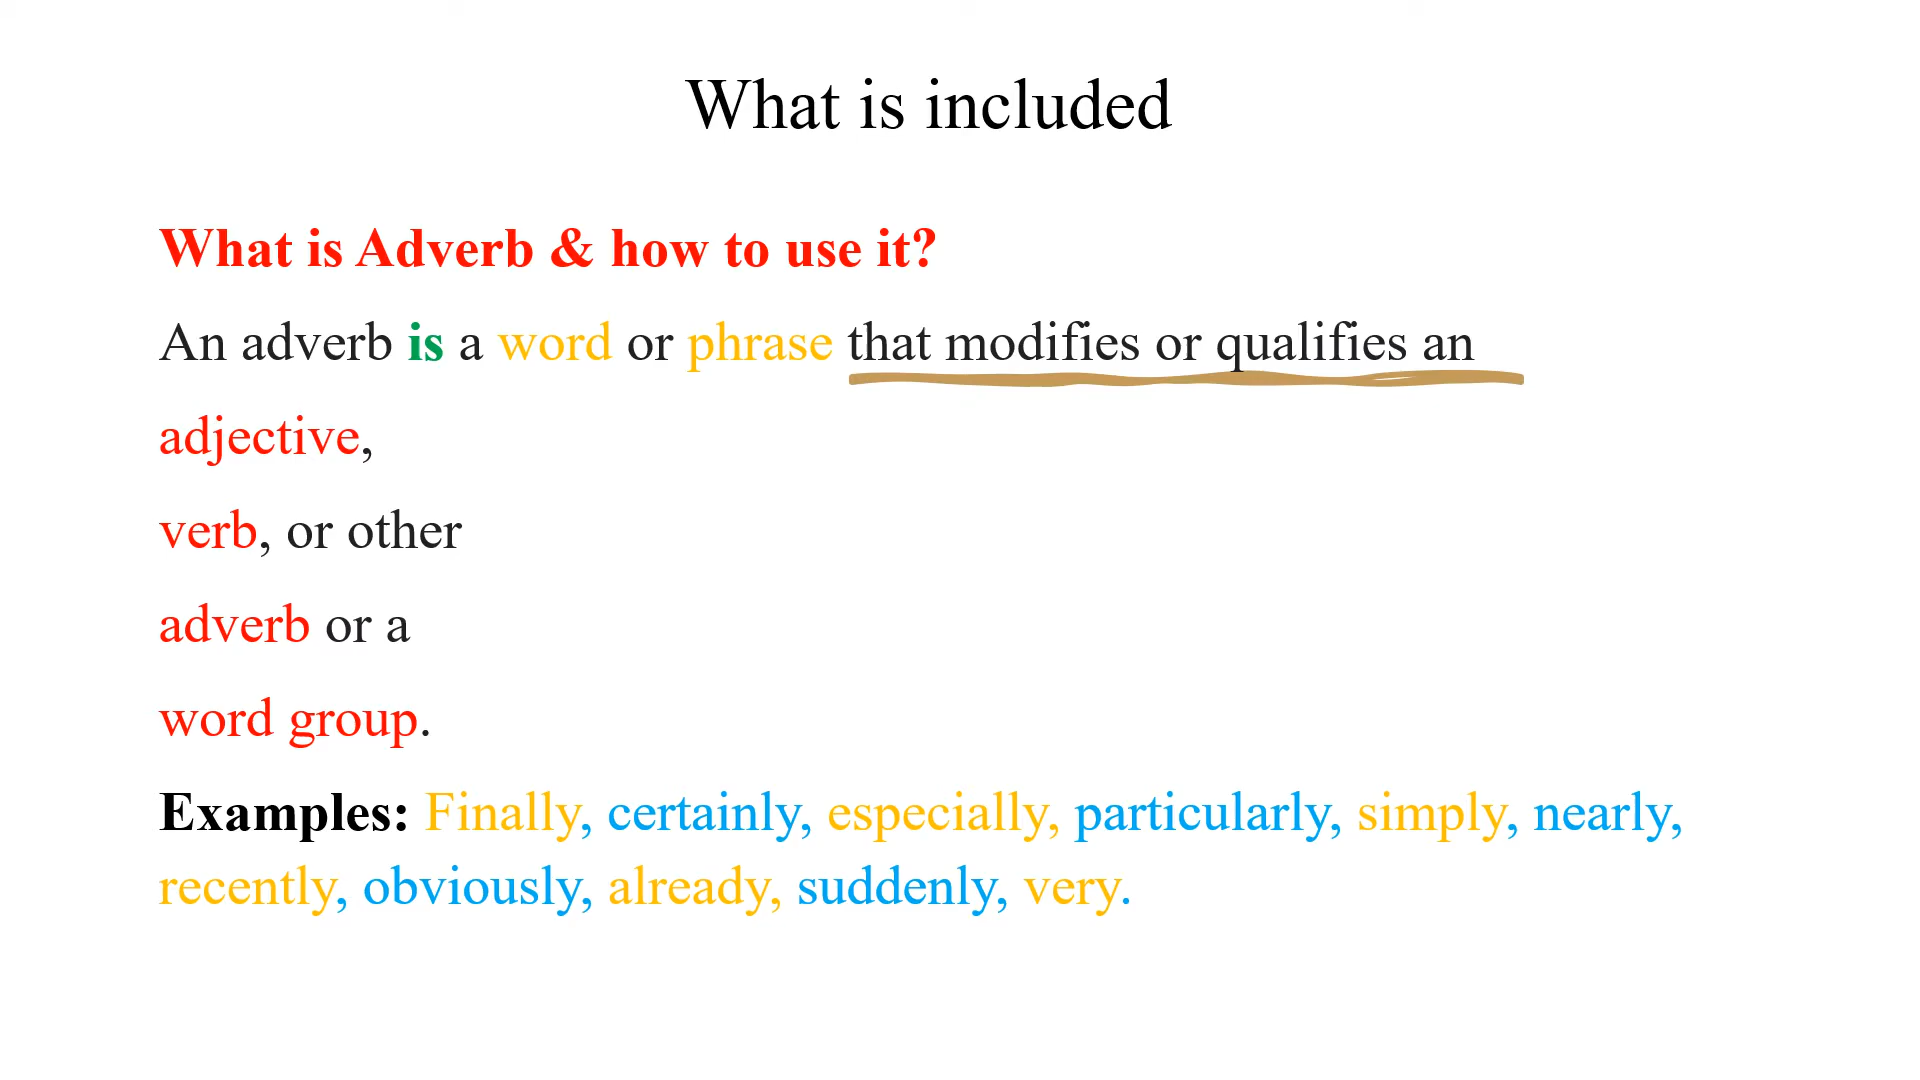 What is included
What is Adverb & how to use it?
An adverb is a word or phrase that modifies or qualifies an
adjective,
verb, or other
adverb or a
word group.
Examples: Finally, certainly, especially, particularly, simply, nearly,
recently, obviously, already, suddenly, very.